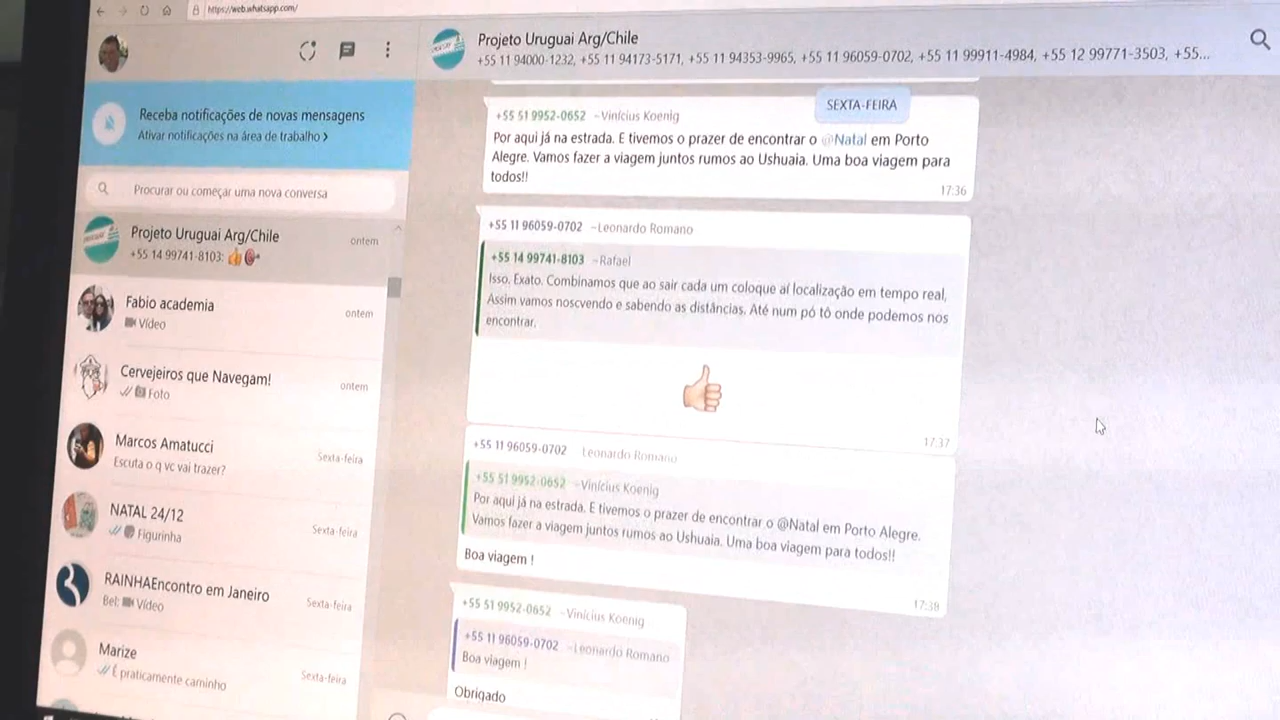 https://web.whatsapp.com/
Projeto Uruguai Arg/Chile
+55 11 94000-1232, +55 11 94173-5171, +55 11 94353-9965, +55 11 96059-0702, +55 11 99911-4984, +55 12 99771-3503, +55...
Receba notificações de novas mensagens
Ativar notificações na área de trabalho >
Procurar ou começar uma nova conversa
Projeto Uruguai Arg/Chile
ontem
+55 14 99741-8103: 👍
Fabio academia
ontem
Vídeo
Cervejeiros que Navegam!
ontem
Foto
Marcos Amatucci
Sexta-feira
Escuta o q vc vai trazer?
NATAL 24/12
Sexta-feira
Figurinha
RAINHAEncontro em Janeiro
Sexta-feira
Bel: Vídeo
Marize
Sexta-feira
É praticamente caminho
SEXTA-FEIRA
+55 51 9952-0652 ~Vinícius Koenig
Por aqui já na estrada. E tivemos o prazer de encontrar o @Natal em Porto
Alegre. Vamos fazer a viagem juntos rumos ao Ushuaia. Uma boa viagem para
todos!!
17:36
+55 11 96059-0702 ~Leonardo Romano
+55 14 99741-8103 ~Rafael
Isso. Exato. Combinamos que ao sair cada um coloque aí localização em tempo real,
Assim vamos noscvendo e sabendo as distâncias. Até num pó tô onde podemos nos
encontrar.
👍
17:37
+55 11 96059-0702 Leonardo Romano
+55 51 9952-0652 ~Vinícius Koenig
Por aqui já na estrada. E tivemos o prazer de encontrar o @Natal em Porto Alegre.
Vamos fazer a viagem juntos rumos ao Ushuaia. Uma boa viagem para todos!!
Boa viagem !
17:38
+55 51 9952-0652 ~Vinícius Koenig
+55 11 96059-0702 ~Leonardo Romano
Boa viagem !
Obrigado